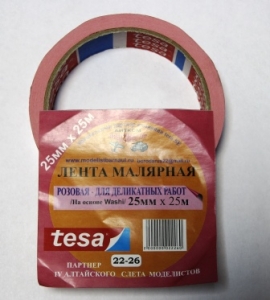 25мм х 25м
ЛЕНТА МАЛЯРНАЯ
РОЗОВАЯ - ДЛЯ ДЕЛИКАТНЫХ РАБОТ
(На основе Washi) 25мм х 25м
tesa
22-26
ПАРТНЕР
IV АЛТАЙСКОГО СЛЕТА МОДЕЛИСТОВ